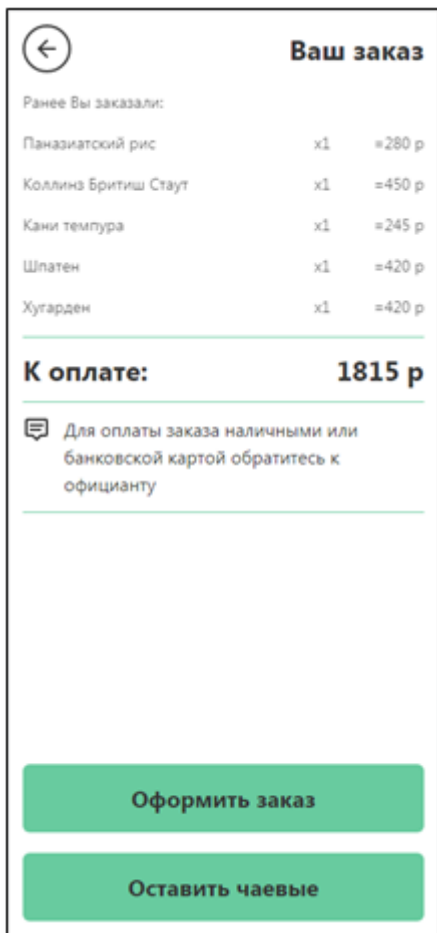 Ваш заказ
Ранее Вы заказали:
Паназиатский рис x1 =280 р
Коллинз Бритиш Стаут x1 =450 р
Кани темпура x1 =245 р
Шпатен x1 =420 р
Хугарден x1 =420 р
К оплате: 1815 р
Для оплаты заказа наличными или
банковской картой обратитесь к
официанту
Оформить заказ
Оставить чаевые